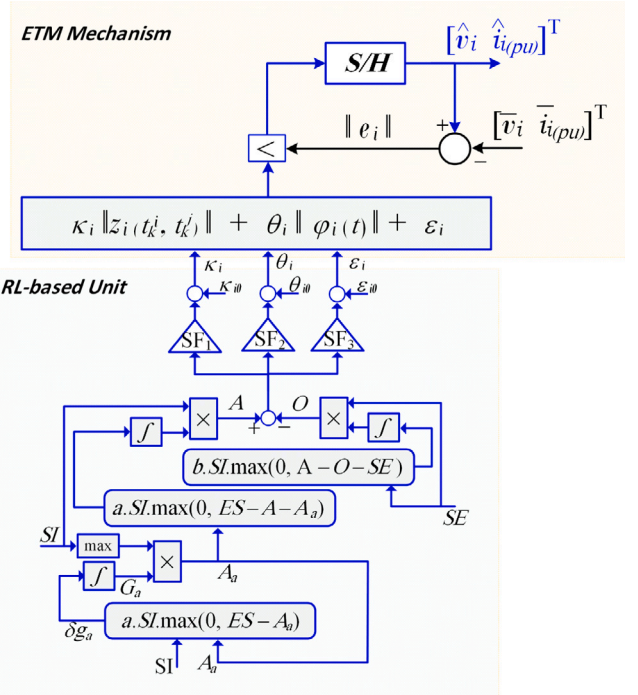 ETM Mechanism
[v̂i îi(pu)]ᵀ
S/H
+
‖ei‖
[v̄i īi(pu)]ᵀ
<
−
κi‖zi(tₖⁱ, tₖʲ)‖ + θi‖φi(t)‖ + εi
RL-based Unit
κi θi εi
κi0 θi0 εi0
SF₁ SF₂ SF₃
A O
× + − ×
∫ ∫
b.SI.max(0, A−O−SE)
a.SI.max(0, ES−A−Aₐ)
SE
SI
max
×
∫ Gₐ Aₐ
a.SI.max(0, ES−Aₐ)
δgₐ
SI Aₐ